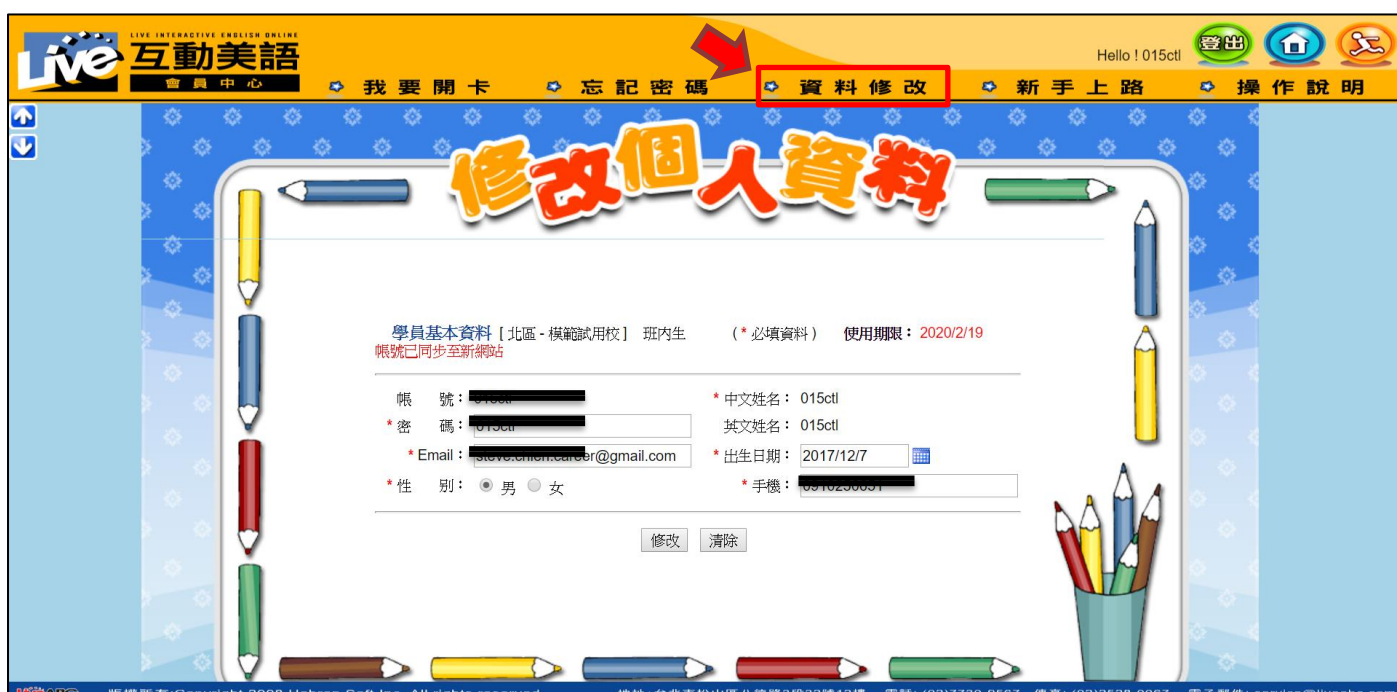 LIVE INTERACTIVE ENGLISH ONLINE
Live 互動美語
會員中心
Hello ! 015ctl
登出
我要開卡
忘記密碼
資料修改
新手上路
操作說明
修改個人資料
學員基本資料 [ 北區 - 模範試用校 ] 班內生 ( * 必填資料 ) 使用期限： 2020/2/19
帳號已同步至新網站
帳 號：
* 中文姓名： 015ctl
* 密 碼：
英文姓名： 015ctl
* Email： @gmail.com
* 出生日期： 2017/12/7
* 性 別： 男 女
* 手機：
修改 清除